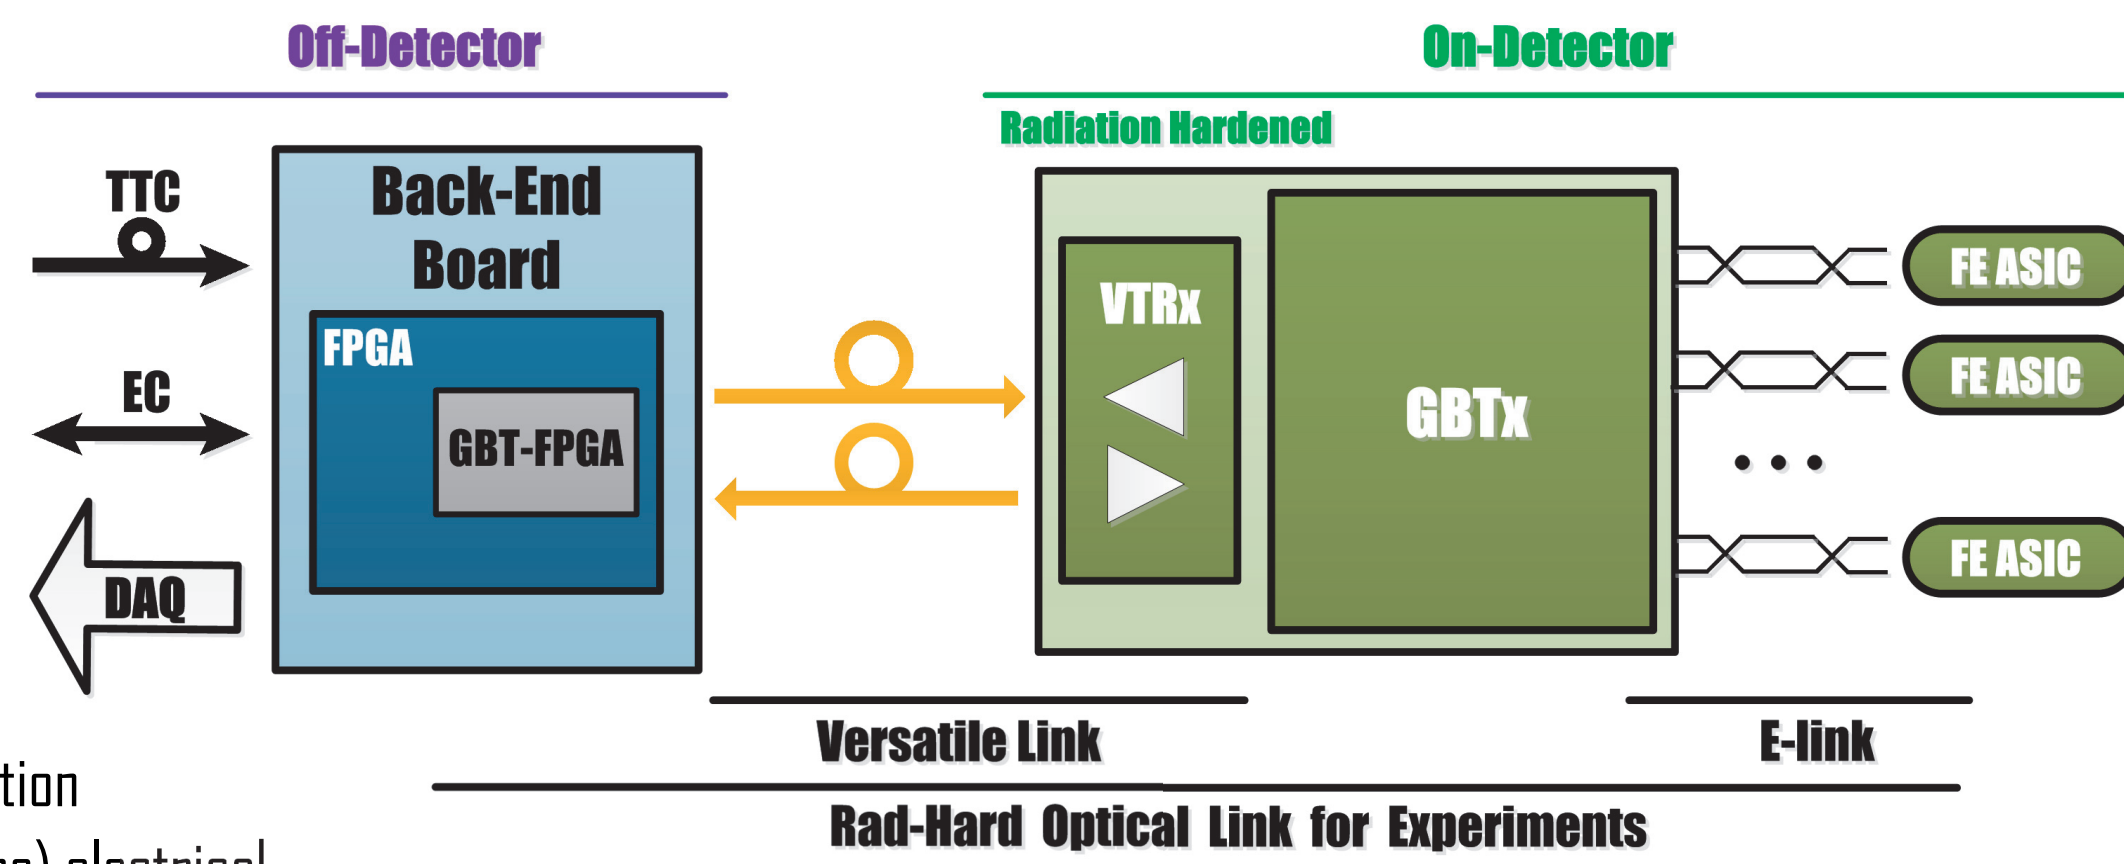 Off-Detector
On-Detector
Radiation Hardened
TTC
Back-End
Board
EC
FPGA
GBT-FPGA
DAQ
VTRx
GBTx
FE ASIC
FE ASIC
• • •
FE ASIC
Versatile Link
E-link
Rad-Hard Optical Link for Experiments
electrical